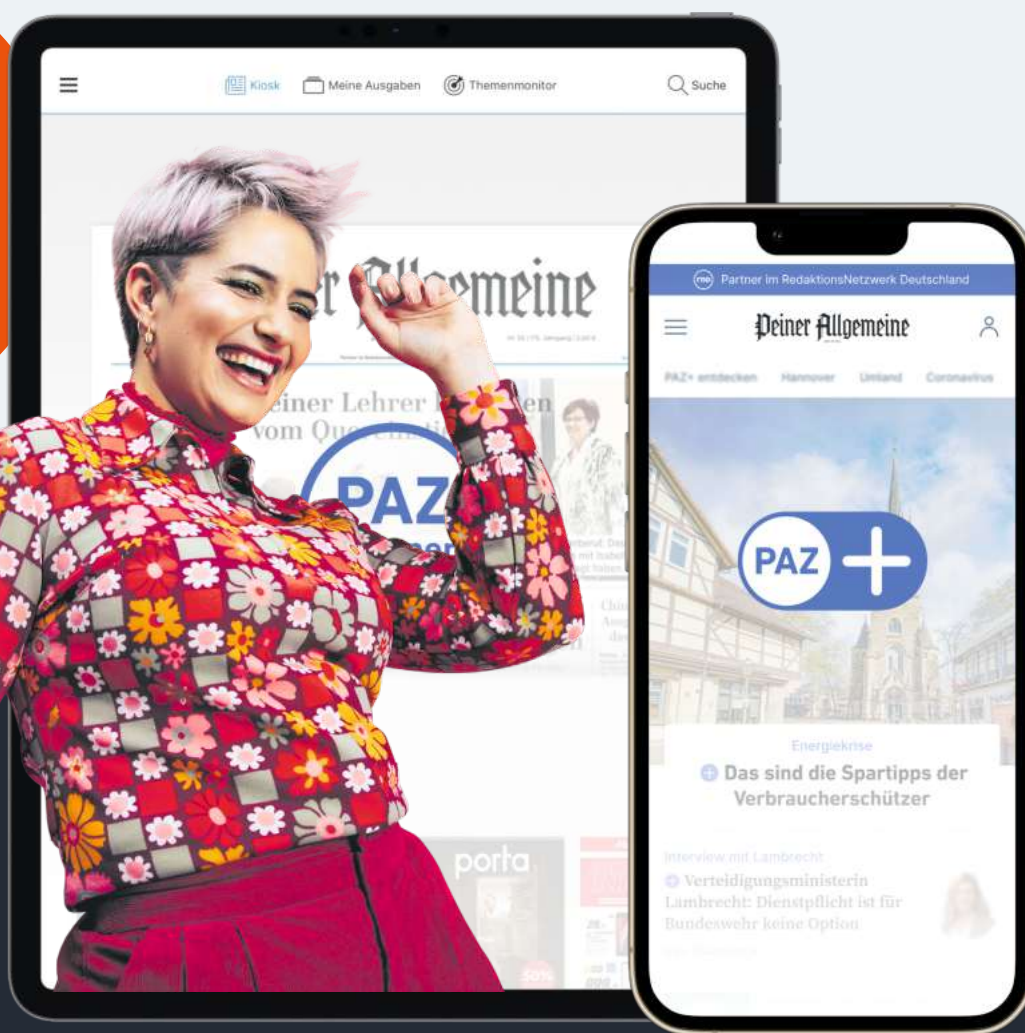 Kiosk
Meine Ausgaben
Themenmonitor
Suche
r Allgemeine
einer Lehrer
vom
PAZ
porta
50%
rnd Partner im RedaktionsNetzwerk Deutschland
Peiner Allgemeine
PAZ+ entdecken Hannover Umland Coronavirus
PAZ +
Energiekrise
Das sind die Spartipps der
Verbraucherschützer
Interview mit Lambrecht
Verteidigungsministerin
Lambrecht: Dienstpflicht ist für
Bundeswehr keine Option